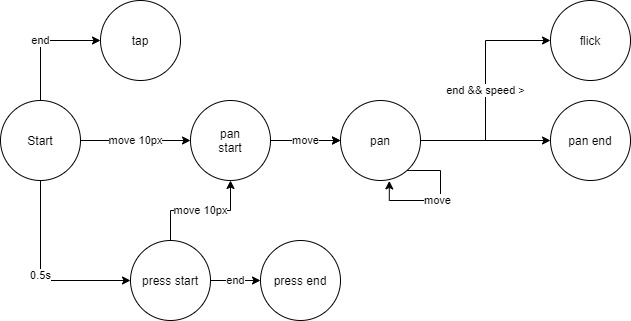 end
tap
flick
end && speed >
Start
move 10px
pan
start
move
pan
pan end
move
move 10px
0.5s
press start
end
press end